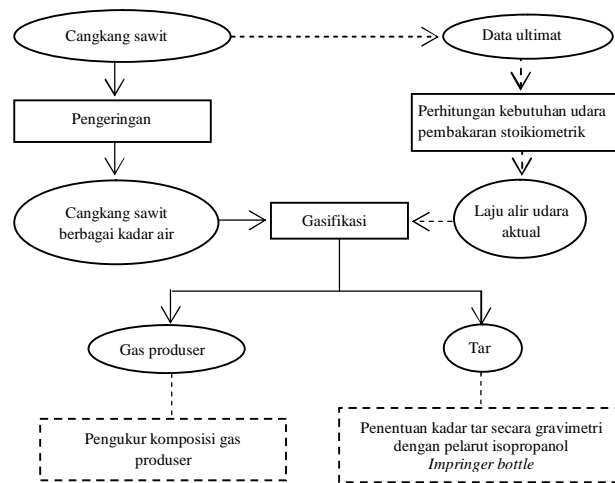 Cangkang sawit
Data ultimat
Pengeringan
Perhitungan kebutuhan udara
pembakaran stoikiometrik
Cangkang sawit
berbagai kadar air
Gasifikasi
Laju alir udara
aktual
Gas produser
Tar
Pengukur komposisi gas
produser
Penentuan kadar tar secara gravimetri
dengan pelarut isopropanol
Impringer bottle